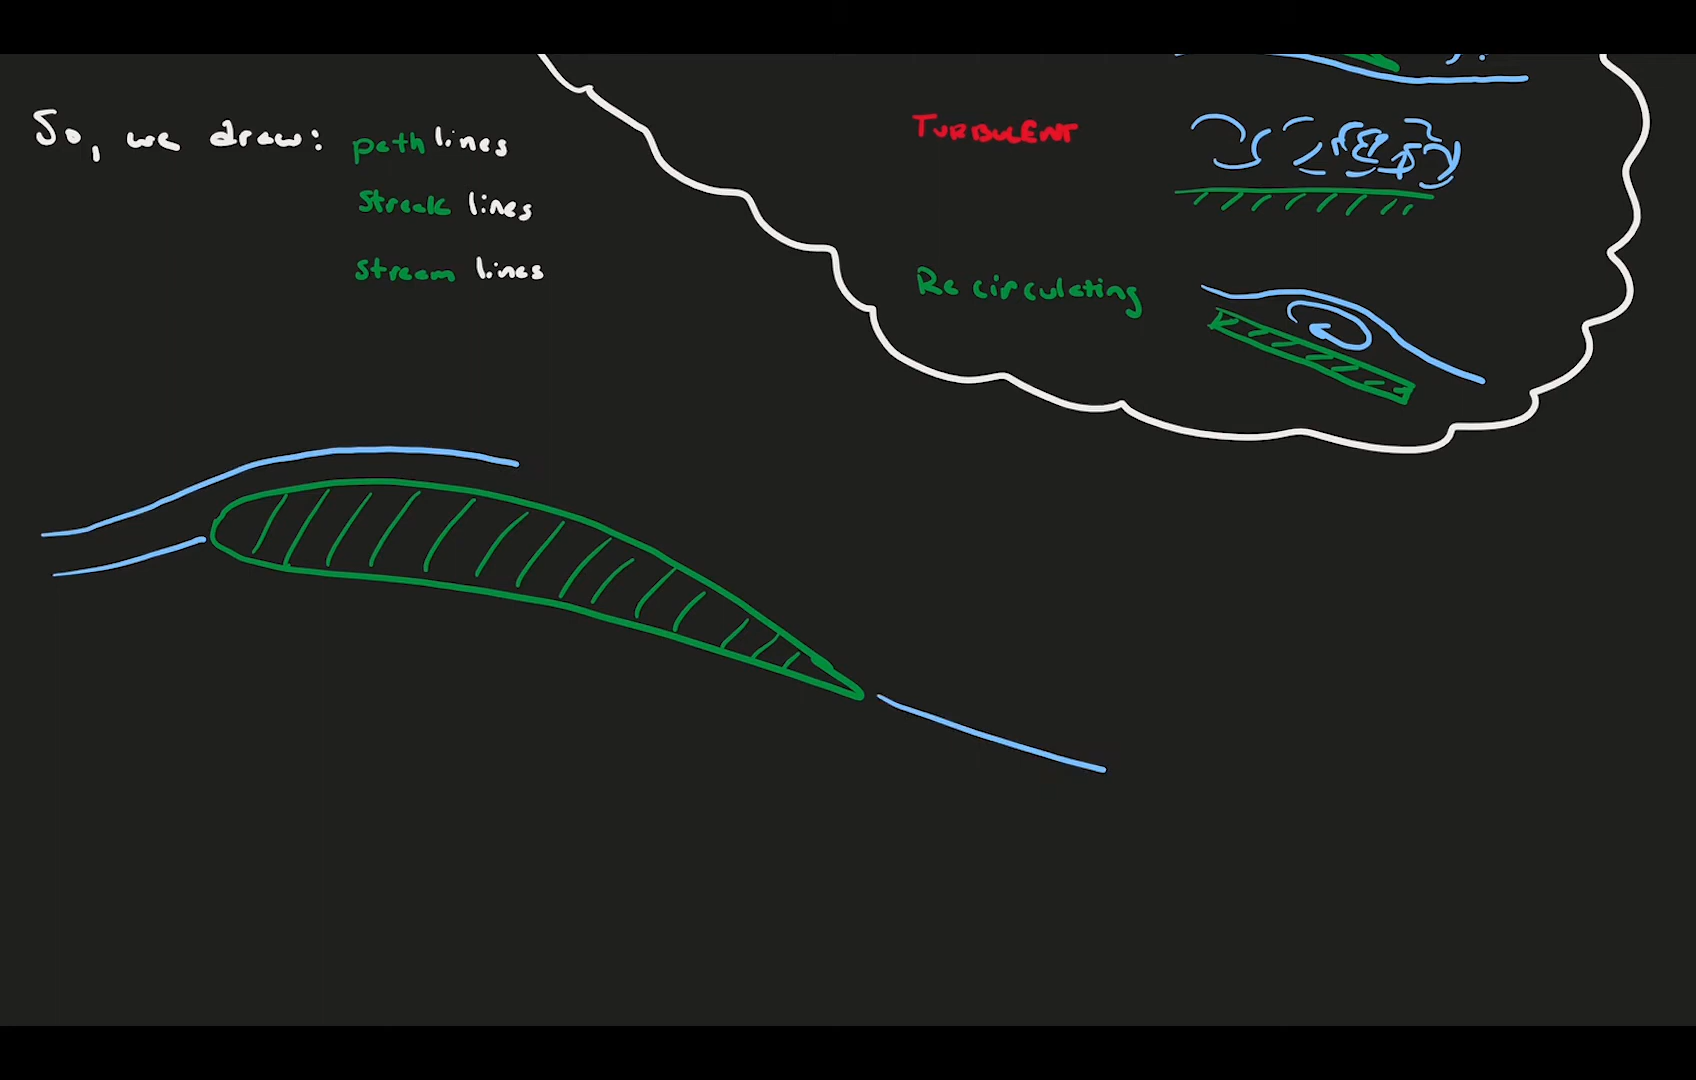 So, we draw: path lines
streak lines
stream lines
TURBULENT
Recirculating